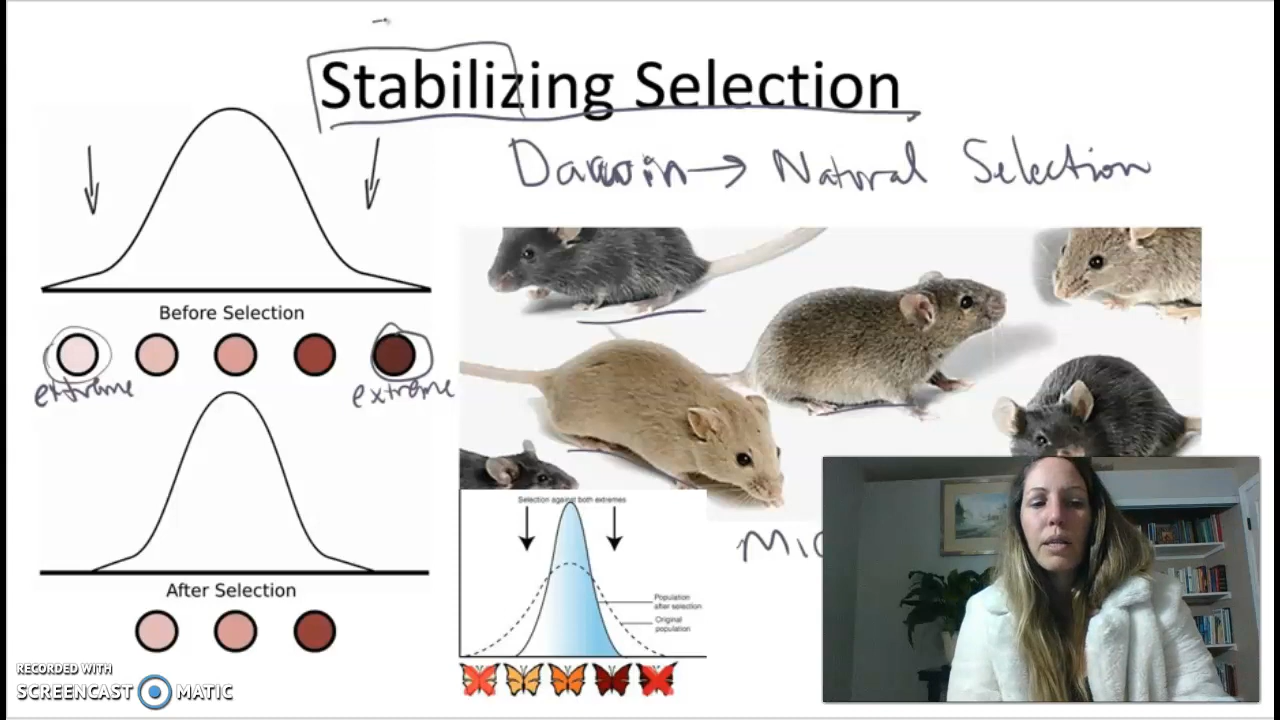 Stabilizing Selection
Darwin → Natural Selection
Before Selection
extreme extreme
After Selection
Selection against both extremes
Population
after selection
Original
population
RECORDED WITH
SCREENCAST MATIC